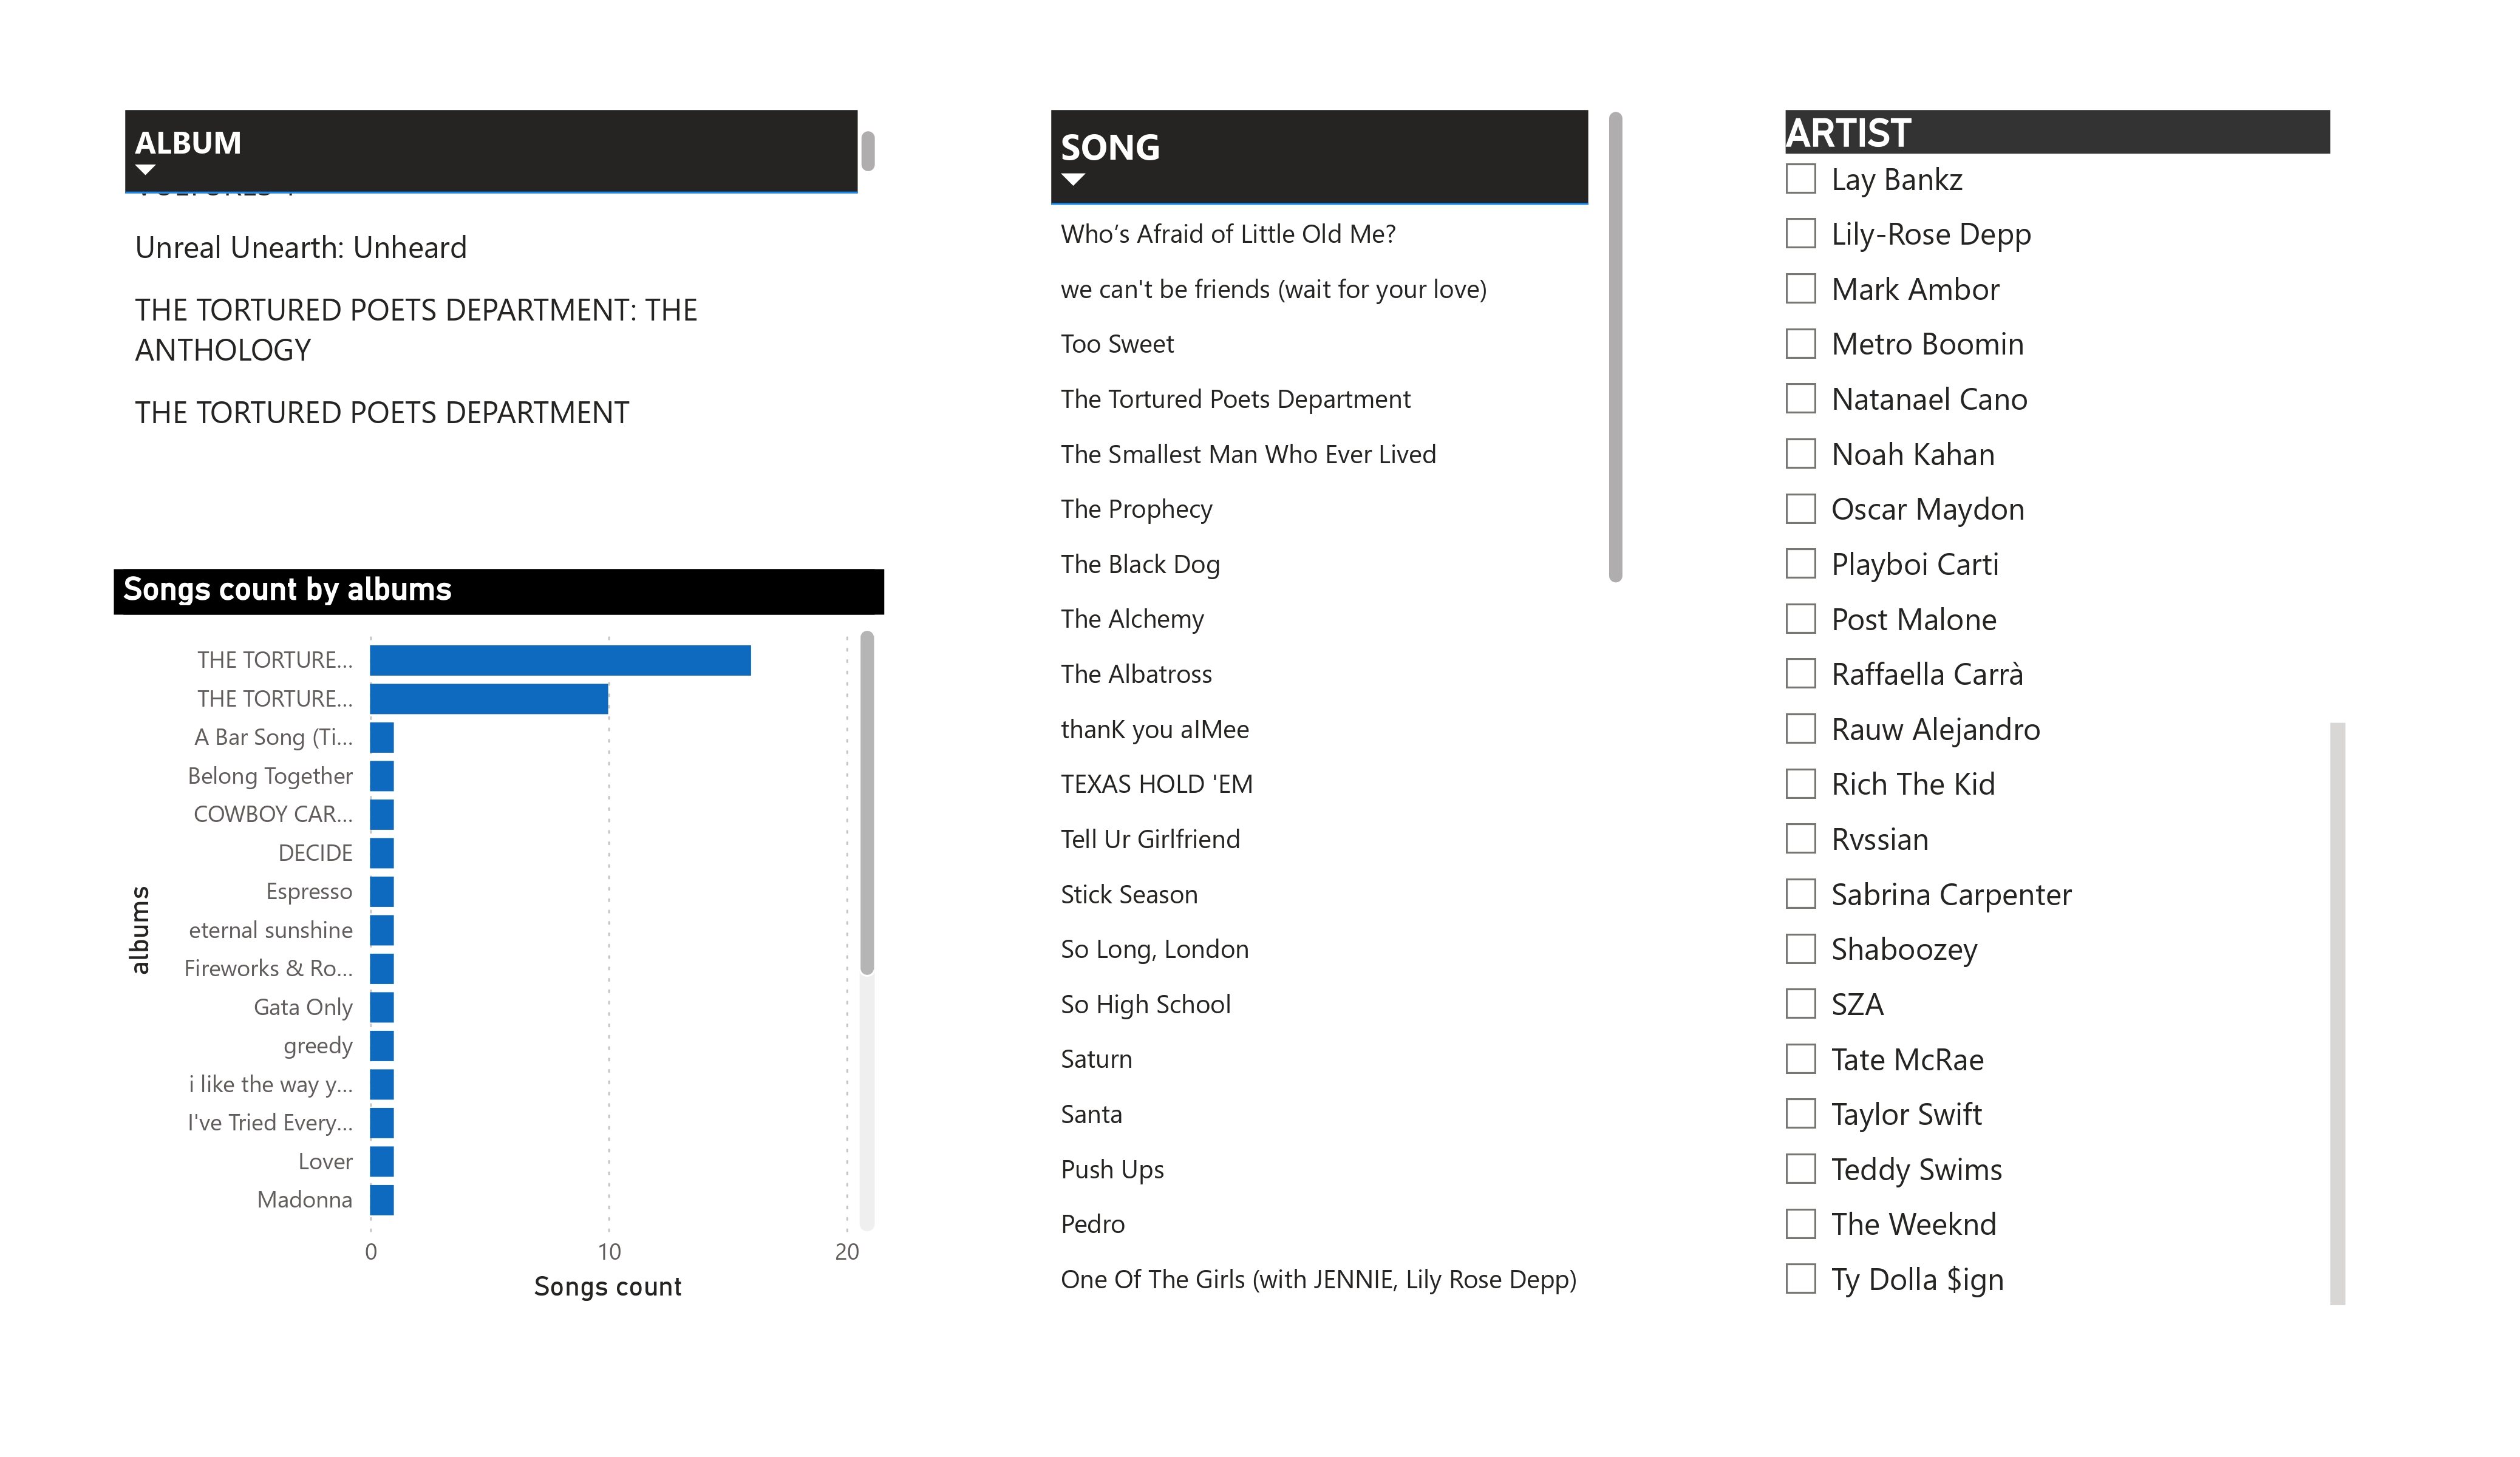 ALBUM
Unreal Unearth: Unheard
THE TORTURED POETS DEPARTMENT: THE
ANTHOLOGY
THE TORTURED POETS DEPARTMENT
Songs count by albums
THE TORTURE...
THE TORTURE...
A Bar Song (Ti...
Belong Together
COWBOY CAR...
DECIDE
Espresso
eternal sunshine
Fireworks & Ro...
Gata Only
greedy
i like the way y...
I've Tried Every...
Lover
Madonna
albums
0 10 20
Songs count
SONG
Who’s Afraid of Little Old Me?
we can't be friends (wait for your love)
Too Sweet
The Tortured Poets Department
The Smallest Man Who Ever Lived
The Prophecy
The Black Dog
The Alchemy
The Albatross
thanK you aIMee
TEXAS HOLD 'EM
Tell Ur Girlfriend
Stick Season
So Long, London
So High School
Saturn
Santa
Push Ups
Pedro
One Of The Girls (with JENNIE, Lily Rose Depp)
ARTIST
Lay Bankz
Lily-Rose Depp
Mark Ambor
Metro Boomin
Natanael Cano
Noah Kahan
Oscar Maydon
Playboi Carti
Post Malone
Raffaella Carrà
Rauw Alejandro
Rich The Kid
Rvssian
Sabrina Carpenter
Shaboozey
SZA
Tate McRae
Taylor Swift
Teddy Swims
The Weeknd
Ty Dolla $ign